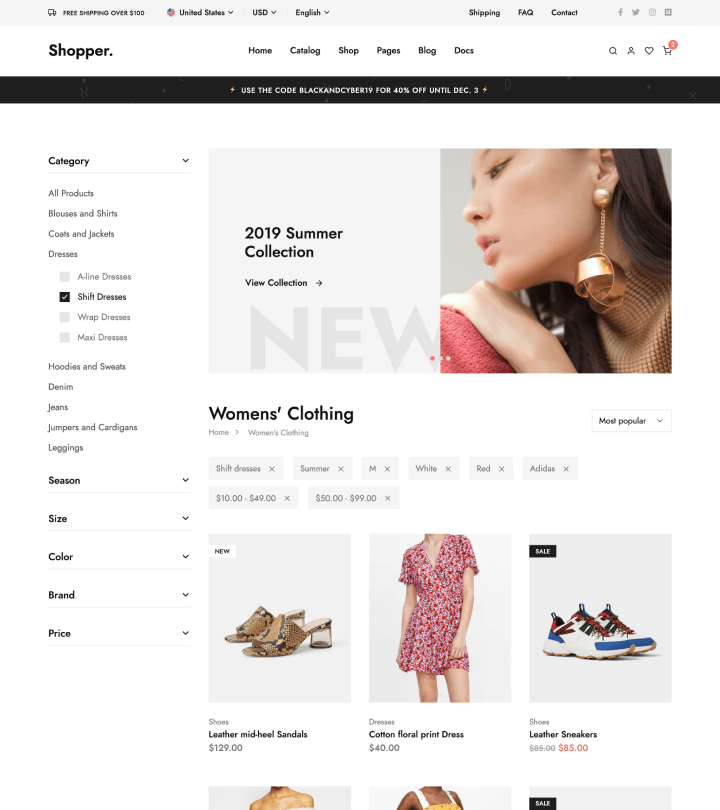 FREE SHIPPING OVER $100
United States
USD
English
Shipping
FAQ
Contact
Shopper.
Home
Catalog
Shop
Pages
Blog
Docs
2
⚡ USE THE CODE BLACKANDCYBER19 FOR 40% OFF UNTIL DEC. 3 ⚡
Category
All Products
Blouses and Shirts
Coats and Jackets
Dresses
A-line Dresses
Shift Dresses
Wrap Dresses
Maxi Dresses
Hoodies and Sweats
Denim
Jeans
Jumpers and Cardigans
Leggings
Season
Size
Color
Brand
Price
2019 Summer
Collection
View Collection →
NEW
Womens' Clothing
Home > Women's Clothing
Most popular
Shift dresses ×
Summer ×
M ×
White ×
Red ×
Adidas ×
$10.00 - $49.00 ×
$50.00 - $99.00 ×
NEW
Shoes
Leather mid-heel Sandals
$129.00
Dresses
Cotton floral print Dress
$40.00
SALE
Shoes
Leather Sneakers
$85.00 $85.00
SALE